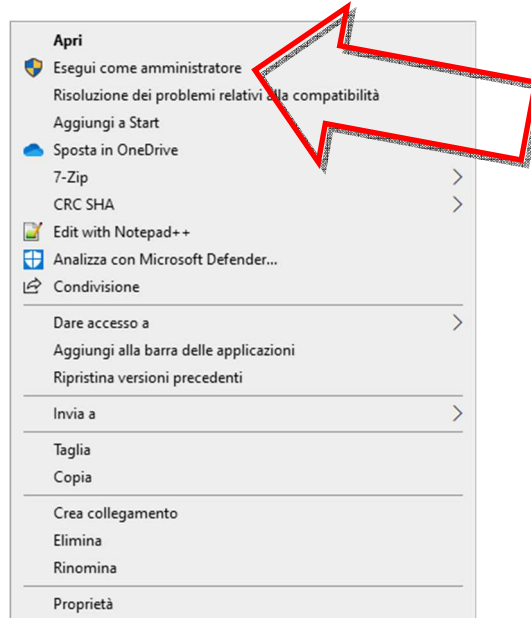 Apri
Esegui come amministratore
Risoluzione dei problemi relativi alla compatibilità
Aggiungi a Start
Sposta in OneDrive
7-Zip
CRC SHA
Edit with Notepad++
Analizza con Microsoft Defender...
Condivisione
Dare accesso a
Aggiungi alla barra delle applicazioni
Ripristina versioni precedenti
Invia a
Taglia
Copia
Crea collegamento
Elimina
Rinomina
Proprietà